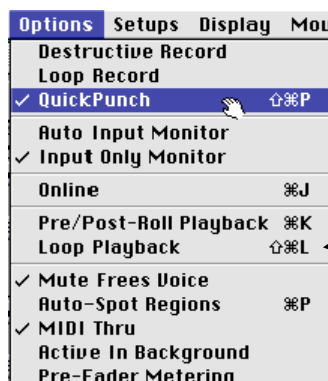 Options Setups Display Mou
Destructive Record
Loop Record
✓ QuickPunch ⇧⌘P
Auto Input Monitor
✓ Input Only Monitor
Online ⌘J
Pre/Post-Roll Playback ⌘K
Loop Playback ⇧⌘L
✓ Mute Frees Voice
Auto-Spot Regions ⌘P
✓ MIDI Thru
Active In Background
Pre-Fader Metering